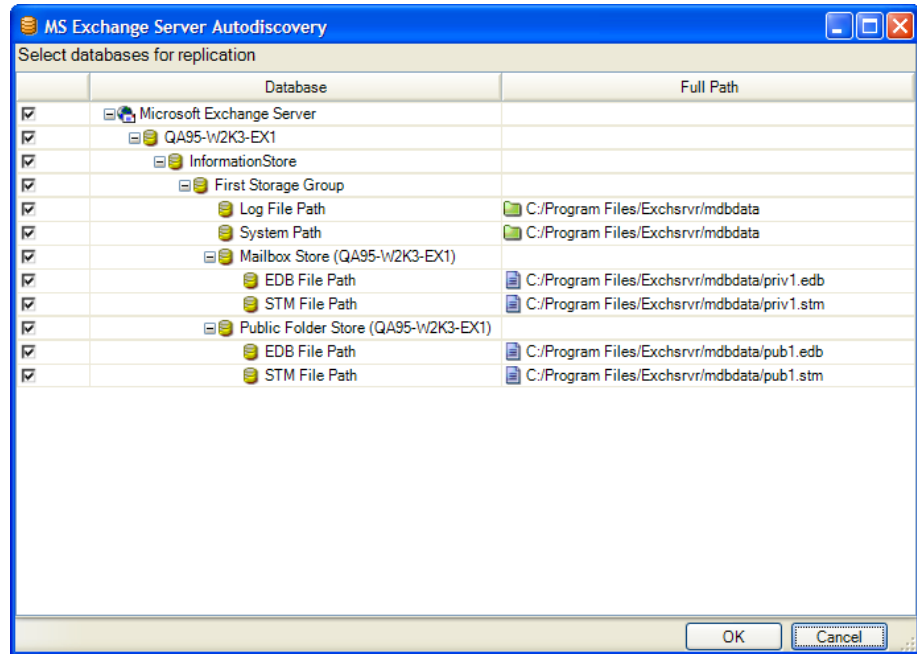 MS Exchange Server Autodiscovery
Select databases for replication
Database Full Path
Microsoft Exchange Server
QA95-W2K3-EX1
InformationStore
First Storage Group
Log File Path C:/Program Files/Exchsrvr/mdbdata
System Path C:/Program Files/Exchsrvr/mdbdata
Mailbox Store (QA95-W2K3-EX1)
EDB File Path C:/Program Files/Exchsrvr/mdbdata/priv1.edb
STM File Path C:/Program Files/Exchsrvr/mdbdata/priv1.stm
Public Folder Store (QA95-W2K3-EX1)
EDB File Path C:/Program Files/Exchsrvr/mdbdata/pub1.edb
STM File Path C:/Program Files/Exchsrvr/mdbdata/pub1.stm
OK Cancel